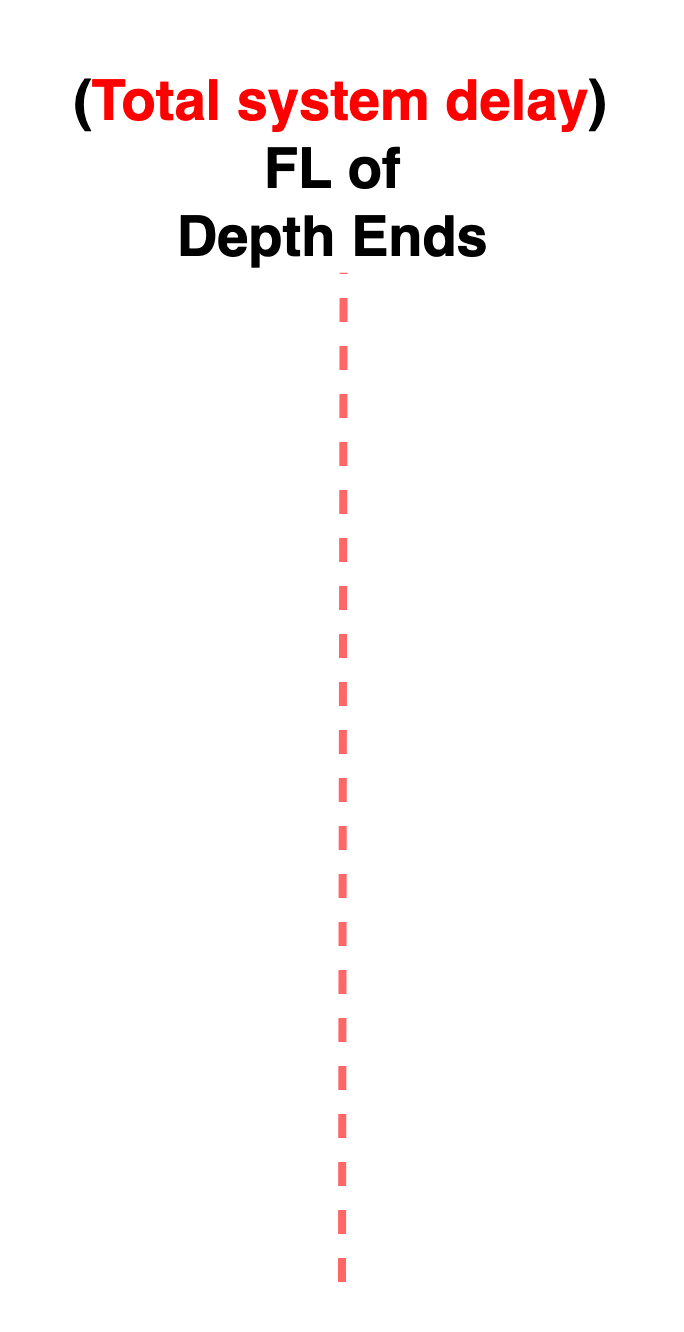 (Total system delay)
FL of
Depth Ends